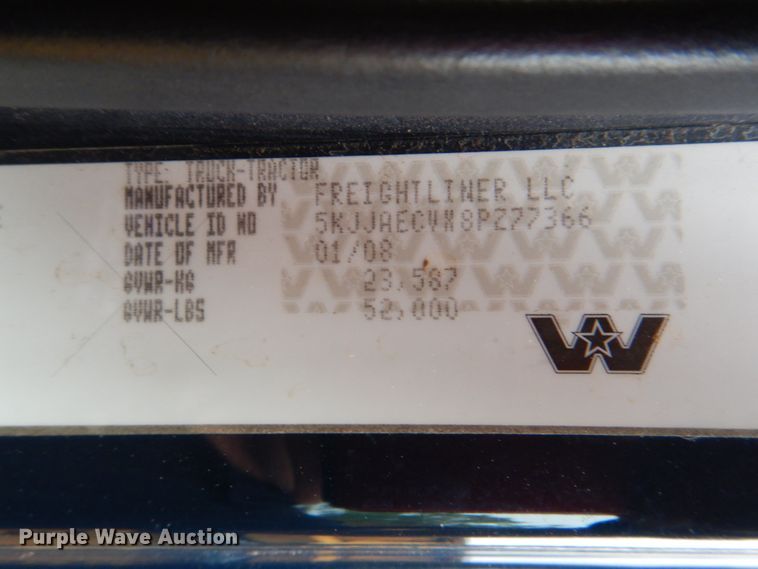 TYPE: TRUCK-TRACTOR
MANUFACTURED BY FREIGHTLINER LLC
VEHICLE ID NO 5KJJAECVX8PZ77366
DATE OF MFR 01/08
GVWR-KG 23,587
GVWR-LBS 52,000
Purple Wave Auction